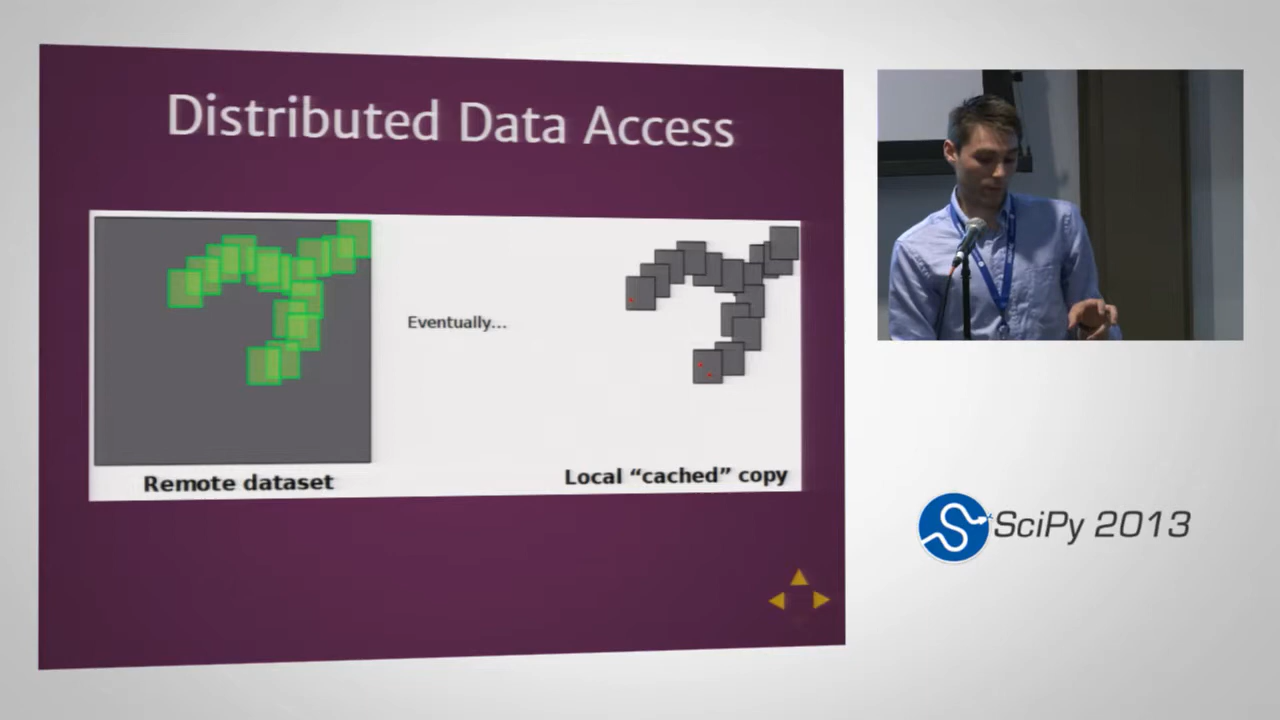 Distributed Data Access
Eventually...
Remote dataset
Local “cached” copy
SciPy 2013